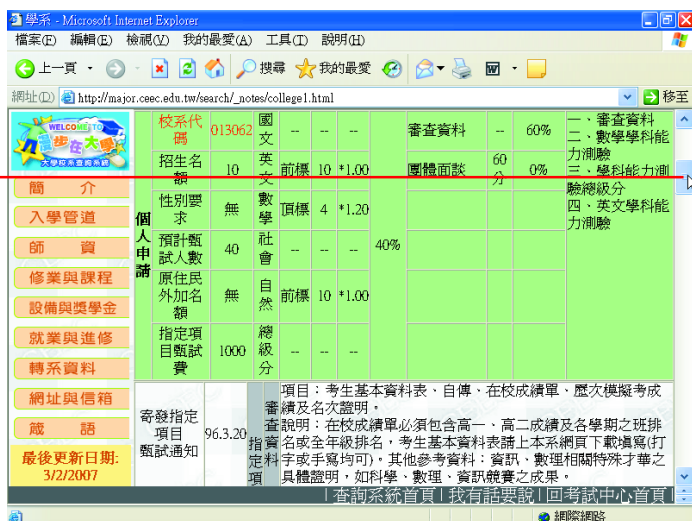 學系 - Microsoft Internet Explorer
檔案(F) 編輯(E) 檢視(V) 我的最愛(A) 工具(T) 說明(H)
上一頁 搜尋 我的最愛
網址(D) http://major.ceec.edu.tw/search/_notes/college1.html 移至
WELCOME TO
漫步在大學
大學校系查詢系統
簡 介
入學管道
師 資
修業與課程
設備與獎學金
就業與進修
轉系資料
網址與信箱
箴 語
最後更新日期:
3/2/2007
個人申請
校系代碼 013062 國文 -- -- -- 審查資料 -- 60%
招生名額 10 英文 前標 10 *1.00 團體面談 60分 0%
性別要求 無 數學 頂標 4 *1.20
預計甄試人數 40 社會 -- -- -- 40%
原住民外加名額 無 自然 前標 10 *1.00
指定項目甄試費 1000 總級分 -- -- --
一、審查資料
二、數學學科能力測驗
三、學科能力測驗總級分
四、英文學科能力測驗
寄發指定項目甄試通知 96.3.20
指定項
審查資料
項目：考生基本資料表、自傳、在校成績單、歷次模擬考成
績及名次證明。
說明：在校成績單必須包含高一、高二成績及各學期之班排
名或全年級排名，考生基本資料表請上本系網頁下載填寫(打
字或手寫均可)。其他參考資料：資訊、數理相關特殊才華之
具體證明，如科學、數理、資訊競賽之成果。
|查詢系統首頁|我有話要說|回考試中心首頁|
網際網路